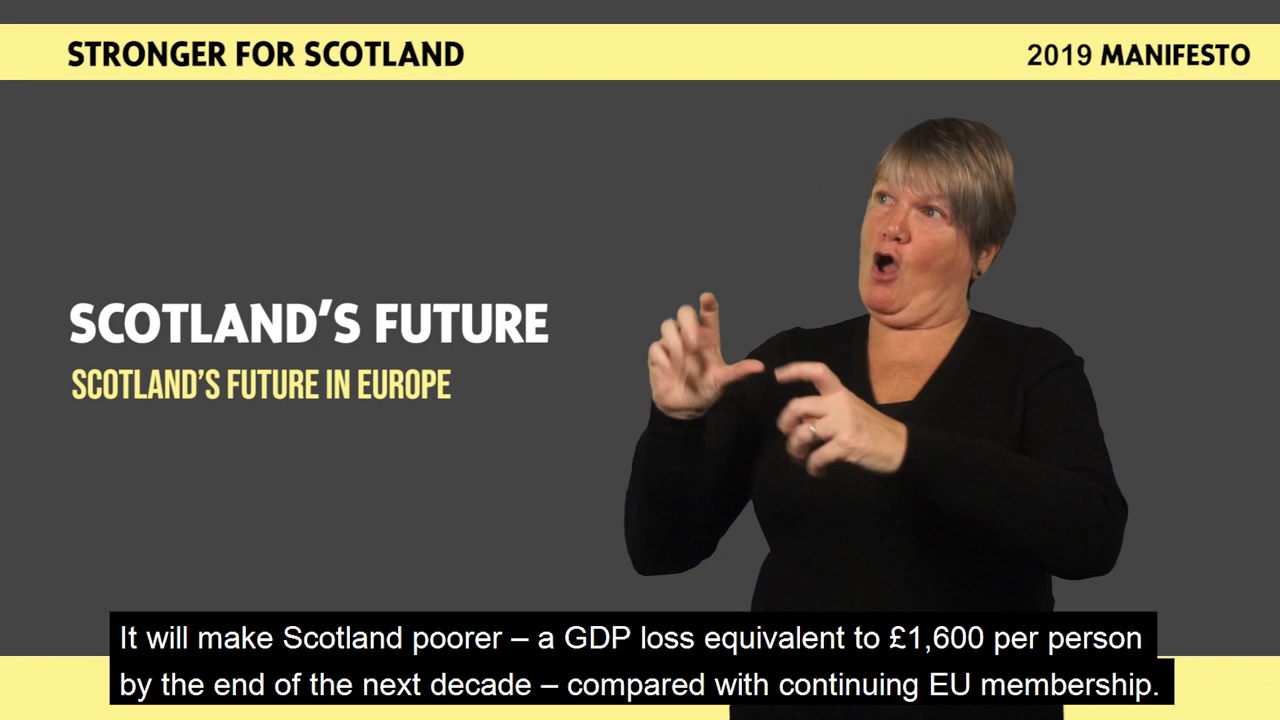 STRONGER FOR SCOTLAND
2019 MANIFESTO
SCOTLAND'S FUTURE
SCOTLAND'S FUTURE IN EUROPE
It will make Scotland poorer – a GDP loss equivalent to £1,600 per person
by the end of the next decade – compared with continuing EU membership.